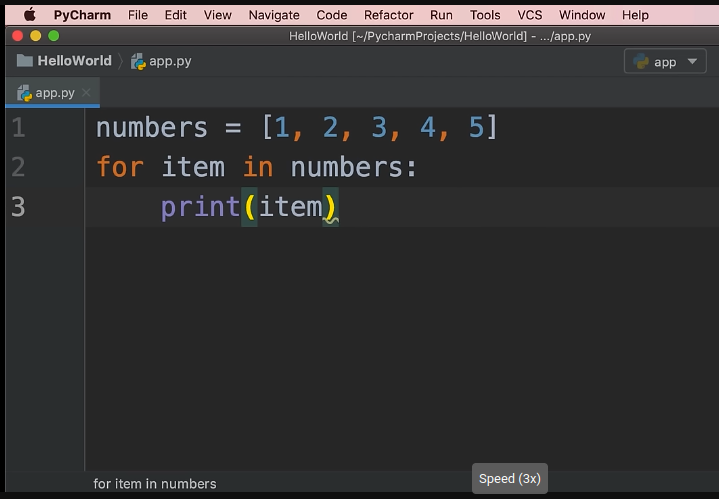 PyCharm File Edit View Navigate Code Refactor Run Tools VCS Window Help
HelloWorld [~/PycharmProjects/HelloWorld] - .../app.py
HelloWorld app.py app
app.py
1 numbers = [1, 2, 3, 4, 5]
2 for item in numbers:
3 print(item)
for item in numbers
Speed (3x)